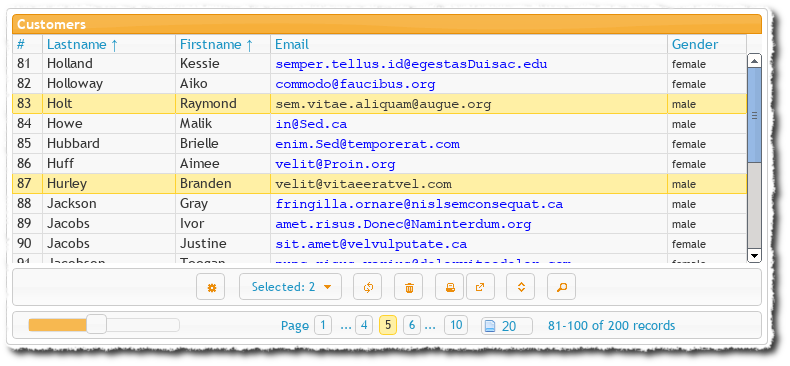 Customers
# Lastname ↑ Firstname ↑ Email Gender
81 Holland Kessie semper.tellus.id@egestasDuisac.edu female
82 Holloway Aiko commodo@faucibus.org female
83 Holt Raymond sem.vitae.aliquam@augue.org male
84 Howe Malik in@Sed.ca male
85 Hubbard Brielle enim.Sed@temporerat.com female
86 Huff Aimee velit@Proin.org female
87 Hurley Branden velit@vitaeeratvel.com male
88 Jackson Gray fringilla.ornare@nislsemconsequat.ca male
89 Jacobs Ivor amet.risus.Donec@Naminterdum.org male
90 Jacobs Justine sit.amet@velvulputate.ca female
91 Jacobson female
Selected: 2
Page 1 ... 4 5 6 ... 10 20 81-100 of 200 records